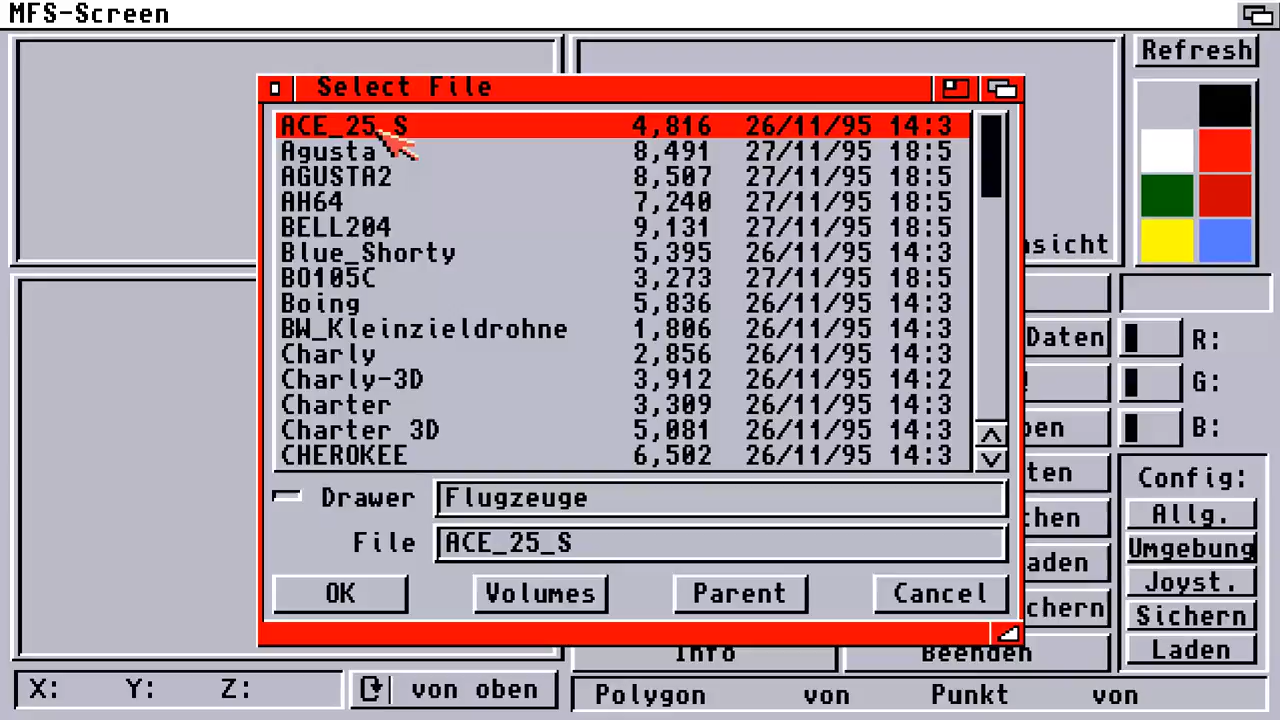 MFS-Screen
Refresh
Select File
ACE_25_S 4,816 26/11/95 14:3
Agusta 8,491 27/11/95 18:5
AGUSTA2 8,507 27/11/95 18:5
AH64 7,240 27/11/95 18:5
BELL204 9,131 27/11/95 18:5
Blue_Shorty 5,395 26/11/95 14:3
BO105C 3,273 27/11/95 18:5
Boing 5,836 26/11/95 14:3
BW_Kleinzieldrohne 1,806 26/11/95 14:3
Charly 2,856 26/11/95 14:3
Charly-3D 3,912 26/11/95 14:2
Charter 3,309 26/11/95 14:3
Charter 3D 5,081 26/11/95 14:3
CHEROKEE 6,502 26/11/95 14:3
Drawer Flugzeuge
File ACE_25_S
OK Volumes Parent Cancel
nsicht
Daten
ben
ten
chen
aden
chern
R:
G:
B:
Config:
Allg.
Umgebung
Joyst.
Sichern
Laden
Info Beenden
X: Y: Z: von oben
Polygon von Punkt von